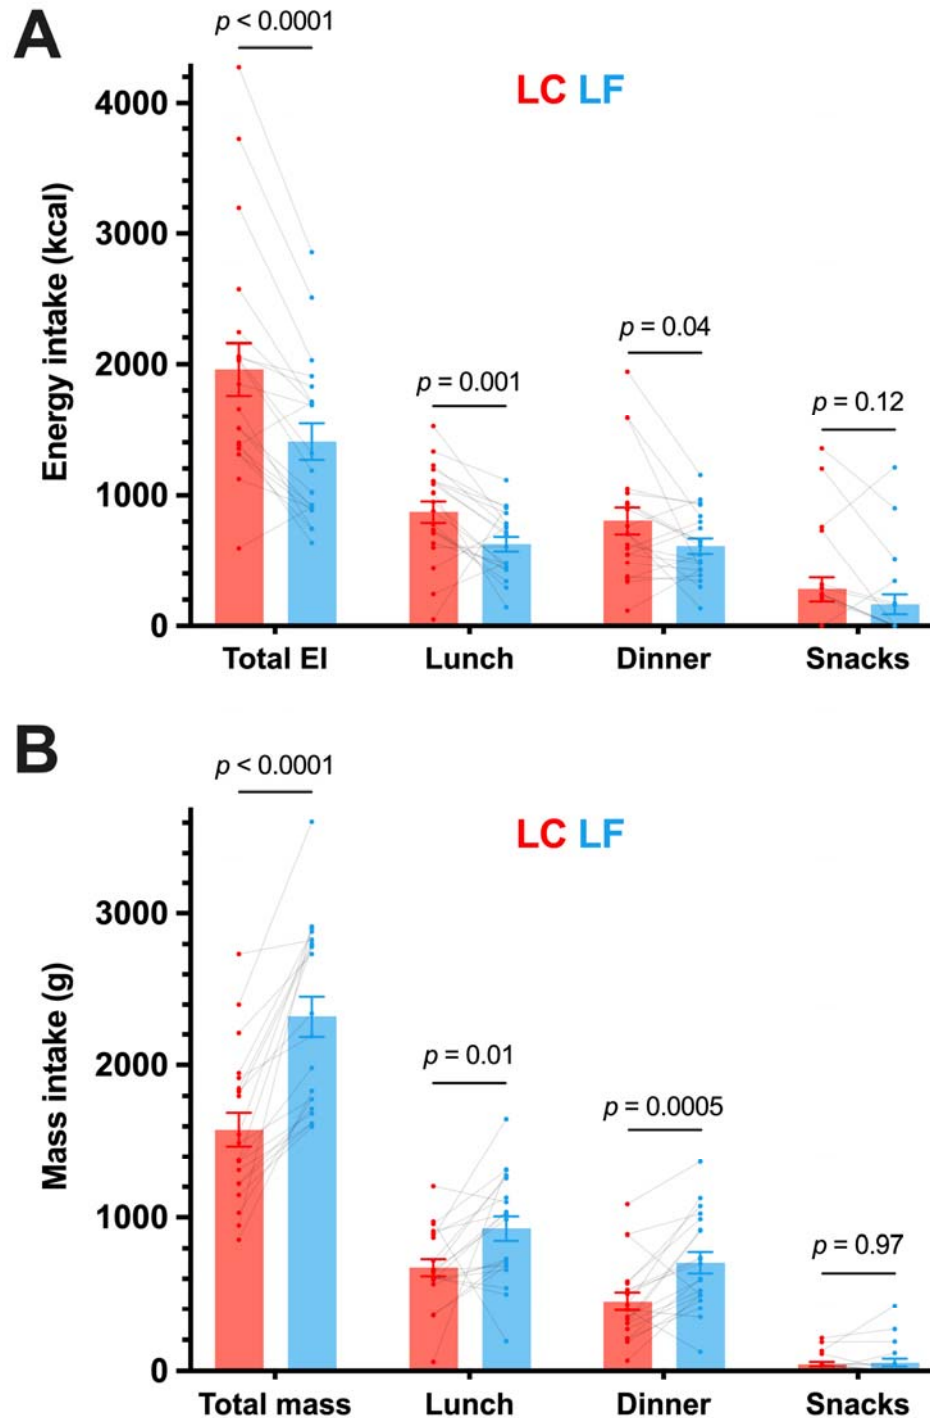 A
p < 0.0001
LC LF
4000
3000
2000
1000
0
Energy intake (kcal)
p = 0.001
p = 0.04
p = 0.12
Total EI Lunch Dinner Snacks
B
p < 0.0001
LC LF
3000
2000
1000
0
Mass intake (g)
p = 0.01
p = 0.0005
p = 0.97
Total mass Lunch Dinner Snacks